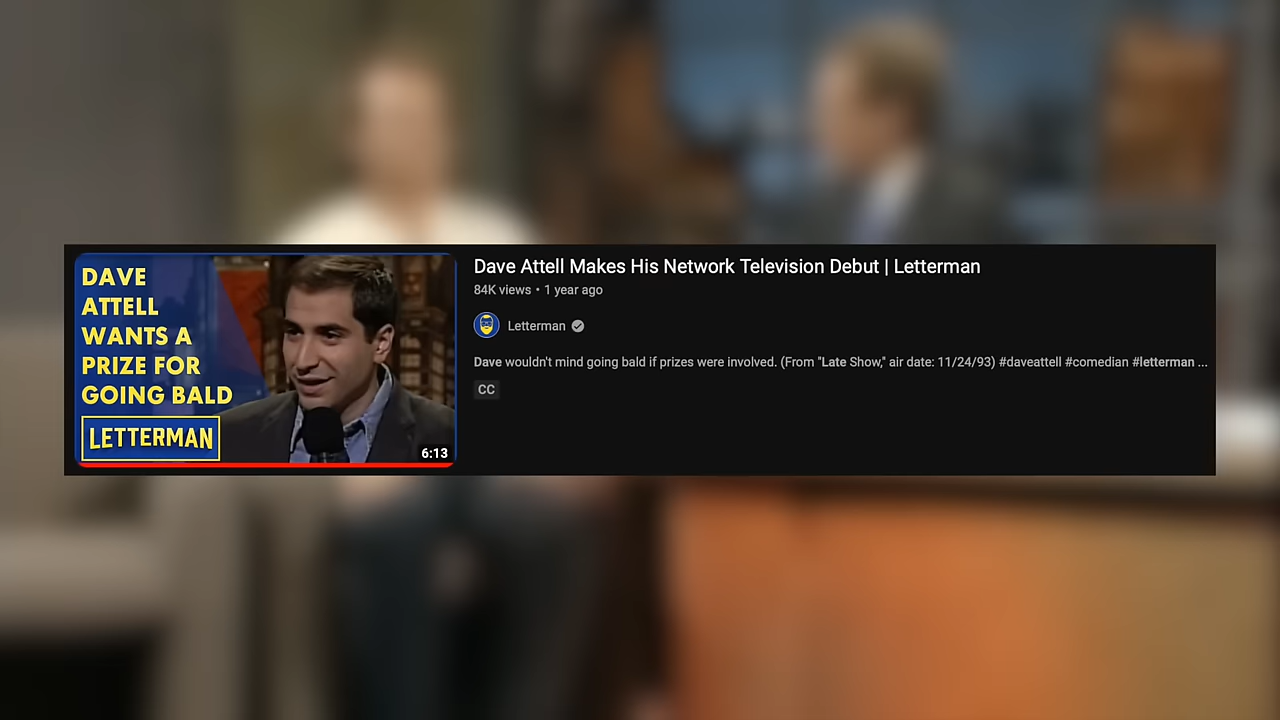 DAVE
ATTELL
WANTS A
PRIZE FOR
GOING BALD
LETTERMAN
6:13
Dave Attell Makes His Network Television Debut | Letterman
84K views • 1 year ago
Letterman
Dave wouldn't mind going bald if prizes were involved. (From "Late Show," air date: 11/24/93) #daveattell #comedian #letterman ...
CC